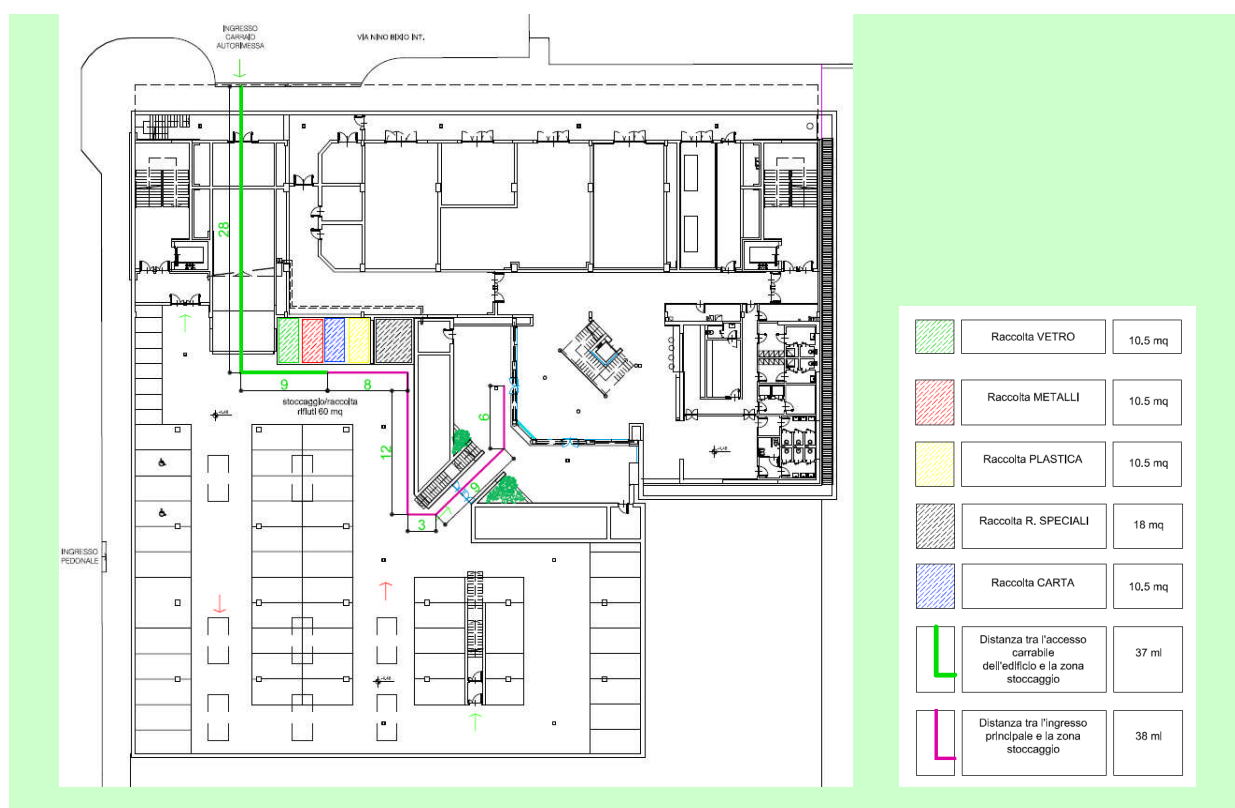 INGRESSO
CARRAIO
AUTORIMESSA
VIA NINO BIXIO INT.
28
9
8
stoccaggio/raccolta
rifiuti 60 mq
6
12
9
7
3
INGRESSO
PEDONALE
Raccolta VETRO
10,5 mq
Raccolta METALLI
10,5 mq
Raccolta PLASTICA
10,5 mq
Raccolta R. SPECIALI
18 mq
Raccolta CARTA
10,5 mq
Distanza tra l'accesso
carrabile
dell'edificio e la zona
stoccaggio
37 ml
Distanza tra l'ingresso
principale e la zona
stoccaggio
38 ml